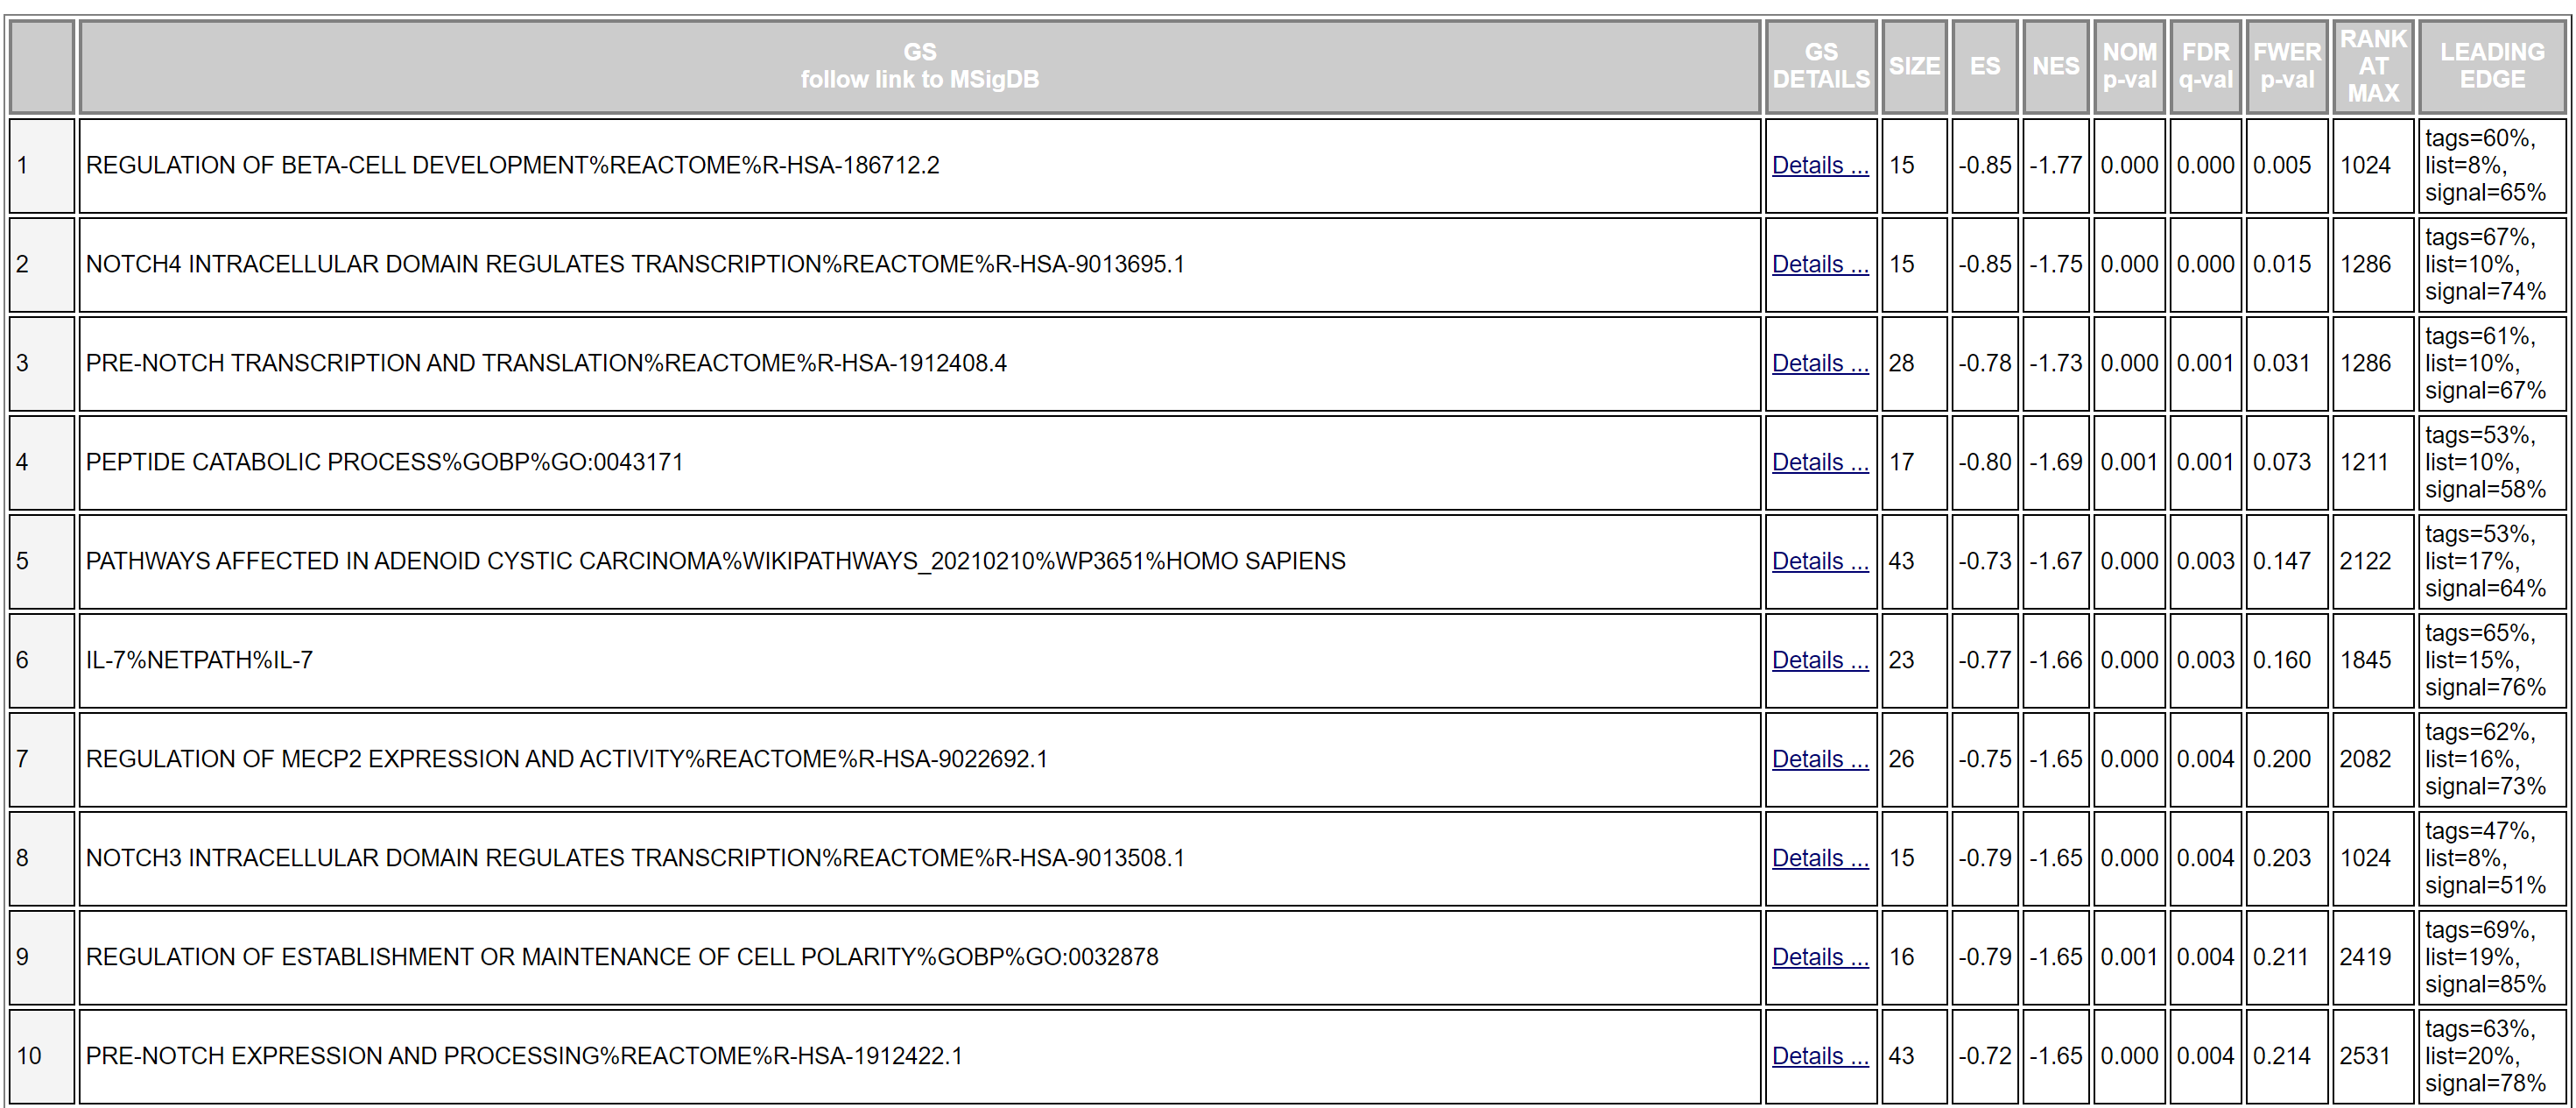 GS
follow link to MSigDB
GS
DETAILS
SIZE
ES
NES
NOM
p-val
FDR
q-val
FWER
p-val
RANK
AT
MAX
LEADING
EDGE
1
REGULATION OF BETA-CELL DEVELOPMENT%REACTOME%R-HSA-186712.2
Details ...
15
-0.85
-1.77
0.000
0.000
0.005
1024
tags=60%,
list=8%,
signal=65%
2
NOTCH4 INTRACELLULAR DOMAIN REGULATES TRANSCRIPTION%REACTOME%R-HSA-9013695.1
Details ...
15
-0.85
-1.75
0.000
0.000
0.015
1286
tags=67%,
list=10%,
signal=74%
3
PRE-NOTCH TRANSCRIPTION AND TRANSLATION%REACTOME%R-HSA-1912408.4
Details ...
28
-0.78
-1.73
0.000
0.001
0.031
1286
tags=61%,
list=10%,
signal=67%
4
PEPTIDE CATABOLIC PROCESS%GOBP%GO:0043171
Details ...
17
-0.80
-1.69
0.001
0.001
0.073
1211
tags=53%,
list=10%,
signal=58%
5
PATHWAYS AFFECTED IN ADENOID CYSTIC CARCINOMA%WIKIPATHWAYS_20210210%WP3651%HOMO SAPIENS
Details ...
43
-0.73
-1.67
0.000
0.003
0.147
2122
tags=53%,
list=17%,
signal=64%
6
IL-7%NETPATH%IL-7
Details ...
23
-0.77
-1.66
0.000
0.003
0.160
1845
tags=65%,
list=15%,
signal=76%
7
REGULATION OF MECP2 EXPRESSION AND ACTIVITY%REACTOME%R-HSA-9022692.1
Details ...
26
-0.75
-1.65
0.000
0.004
0.200
2082
tags=62%,
list=16%,
signal=73%
8
NOTCH3 INTRACELLULAR DOMAIN REGULATES TRANSCRIPTION%REACTOME%R-HSA-9013508.1
Details ...
15
-0.79
-1.65
0.000
0.004
0.203
1024
tags=47%,
list=8%,
signal=51%
9
REGULATION OF ESTABLISHMENT OR MAINTENANCE OF CELL POLARITY%GOBP%GO:0032878
Details ...
16
-0.79
-1.65
0.001
0.004
0.211
2419
tags=69%,
list=19%,
signal=85%
10
PRE-NOTCH EXPRESSION AND PROCESSING%REACTOME%R-HSA-1912422.1
Details ...
43
-0.72
-1.65
0.000
0.004
0.214
2531
tags=63%,
list=20%,
signal=78%